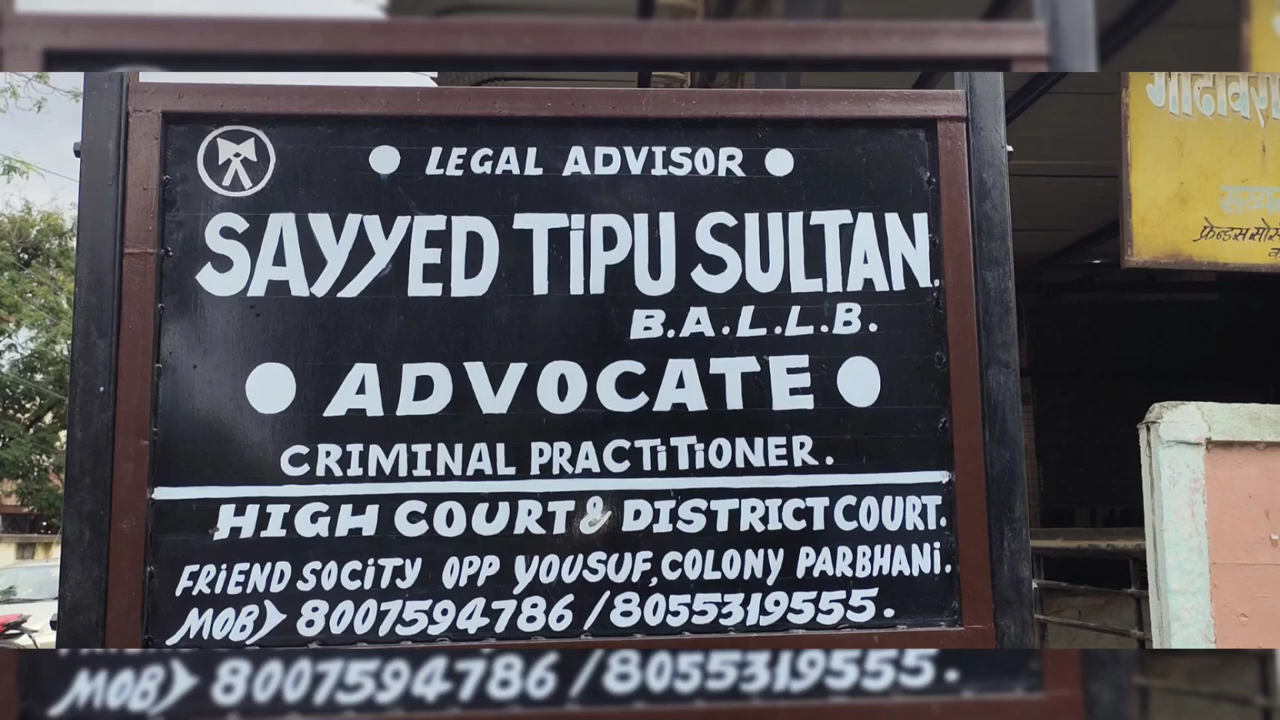 LEGAL ADVISOR
SAYYED TiPU SULTAN.
B.A.L.L.B.
ADVOCATE
CRIMINAL PRACTiTiONER.
HIGH COURT & DISTRICT COURT.
FRiEND SOCiTY OPP YOUSUF, COLONY PARBHANi.
MOB> 8007594786 / 8055319555.
MOB> 8007594786 / 8055319555.